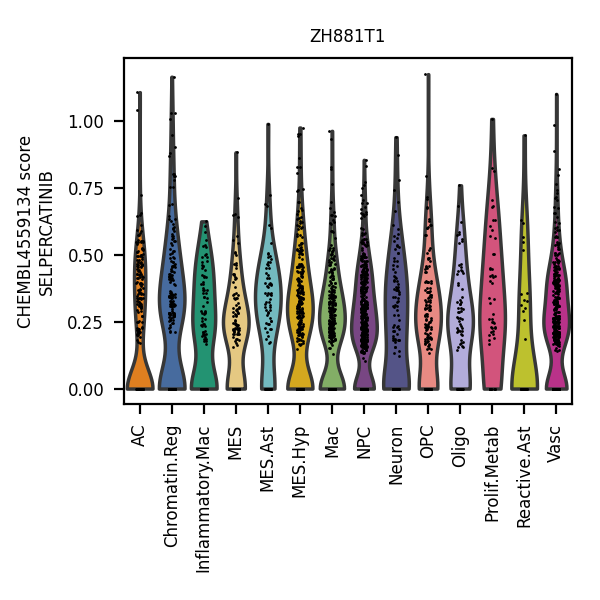 ZH881T1
CHEMBL4559134 score
SELPERCATINIB
1.00
0.75
0.50
0.25
0.00
AC
Chromatin.Reg
Inflammatory.Mac
MES
MES.Ast
MES.Hyp
Mac
NPC
Neuron
OPC
Oligo
Prolif.Metab
Reactive.Ast
Vasc